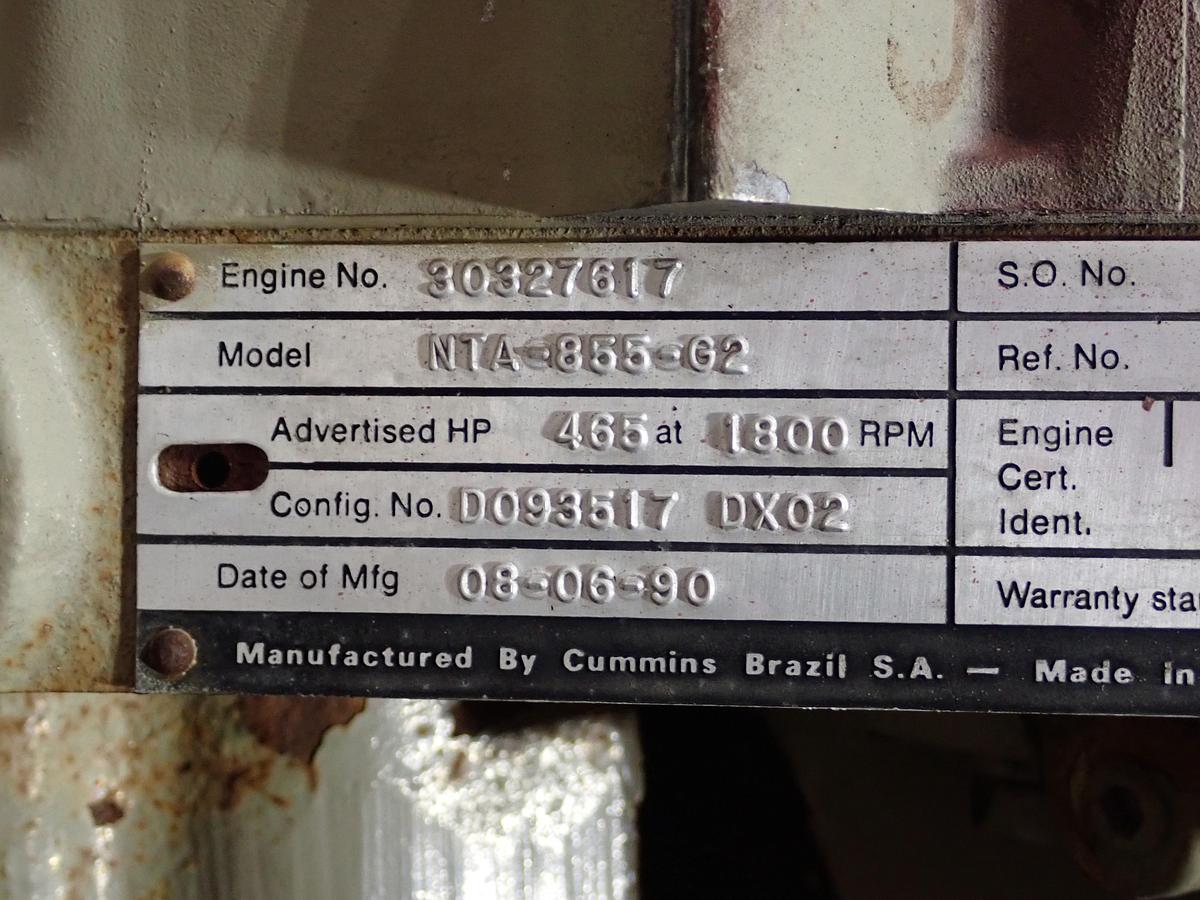 Engine No. 30327617
S.O. No.
Model NTA-855-G2
Ref. No.
Advertised HP 465 at 1800 RPM
Engine
Cert.
Ident.
Config. No. D093517 DX02
Date of Mfg 08-06-90
Warranty
Manufactured By Cummins Brazil S.A. — Made in